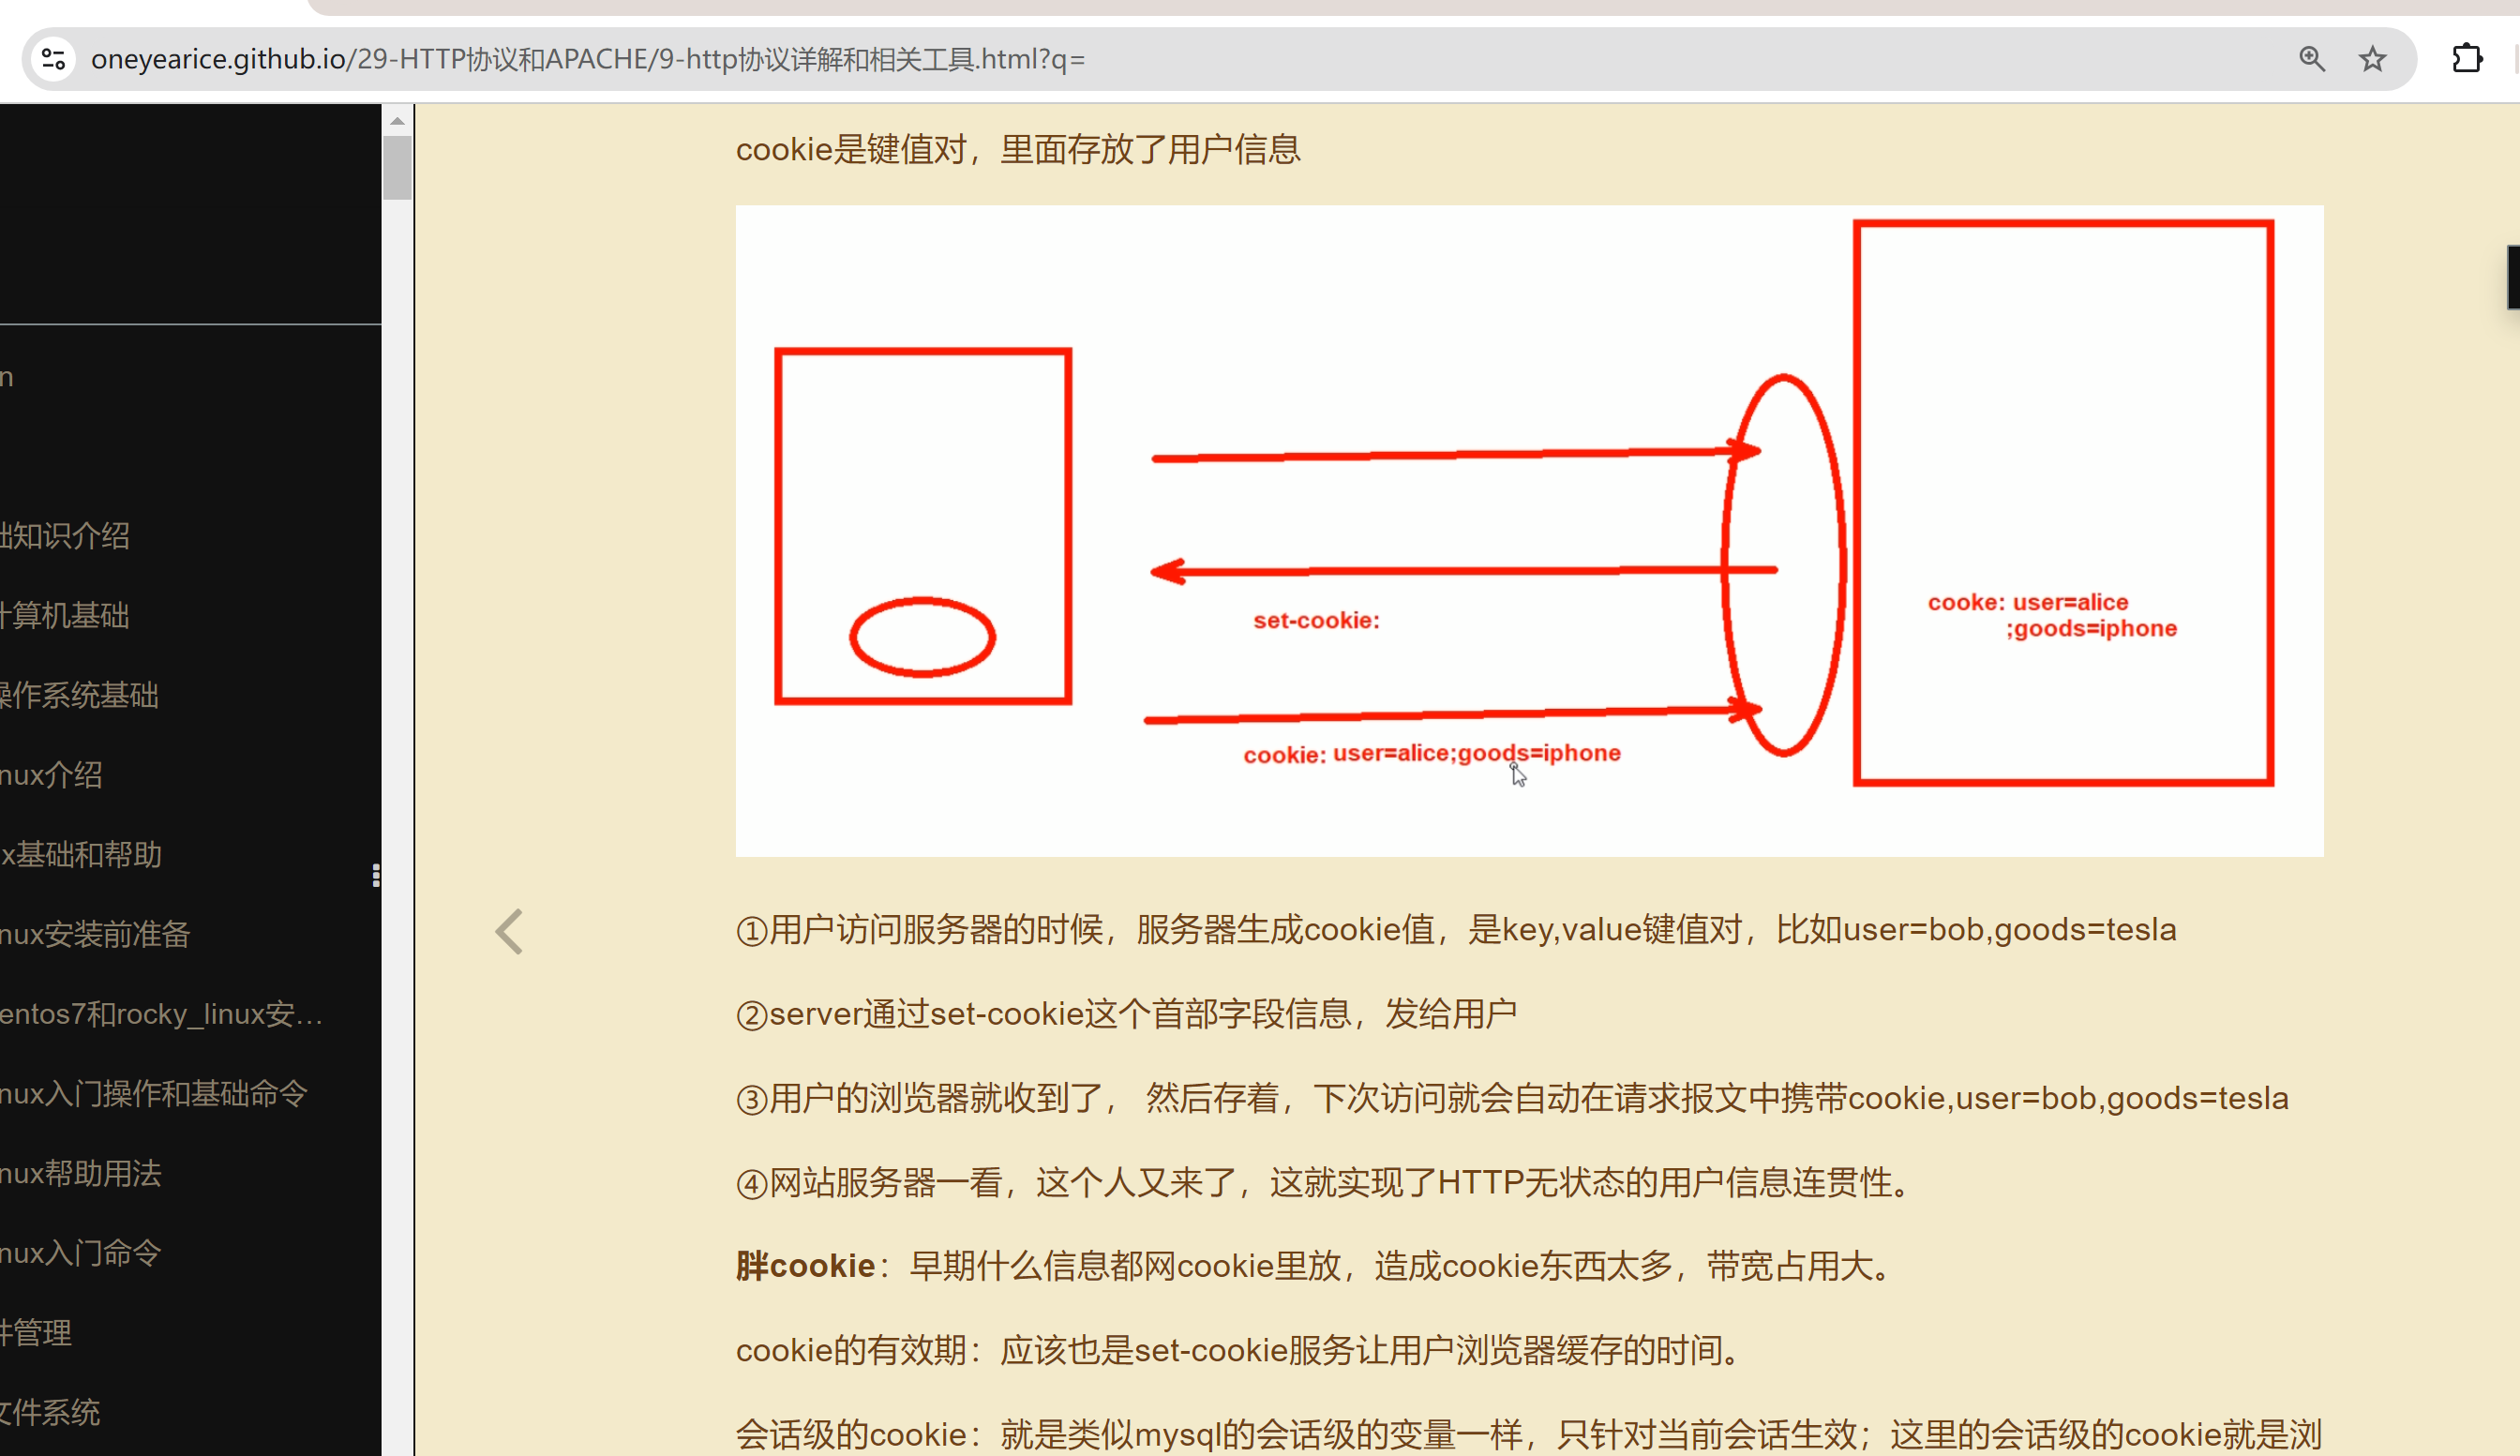 oneyearice.github.io/29-HTTP协议和APACHE/9-http协议详解和相关工具.html?q=
n
础知识介绍
计算机基础
操作系统基础
nux介绍
x基础和帮助
nux安装前准备
entos7和rocky_linux安…
nux入门操作和基础命令
nux帮助用法
nux入门命令
件管理
文件系统
cookie是键值对，里面存放了用户信息
set-cookie:
cooke: user=alice
;goods=iphone
cookie: user=alice;goods=iphone
①用户访问服务器的时候，服务器生成cookie值，是key,value键值对，比如user=bob,goods=tesla
②server通过set-cookie这个首部字段信息，发给用户
③用户的浏览器就收到了， 然后存着，下次访问就会自动在请求报文中携带cookie,user=bob,goods=tesla
④网站服务器一看，这个人又来了，这就实现了HTTP无状态的用户信息连贯性。
胖cookie：早期什么信息都网cookie里放，造成cookie东西太多，带宽占用大。
cookie的有效期：应该也是set-cookie服务让用户浏览器缓存的时间。
会话级的cookie：就是类似mysql的会话级的变量一样，只针对当前会话生效；这里的会话级的cookie就是浏